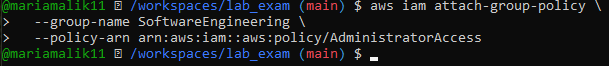 @mariamalik11 /workspaces/lab_exam (main) $ aws iam attach-group-policy \
> --group-name SoftwareEngineering \
> --policy-arn arn:aws:iam::aws:policy/AdministratorAccess
@mariamalik11 /workspaces/lab_exam (main) $